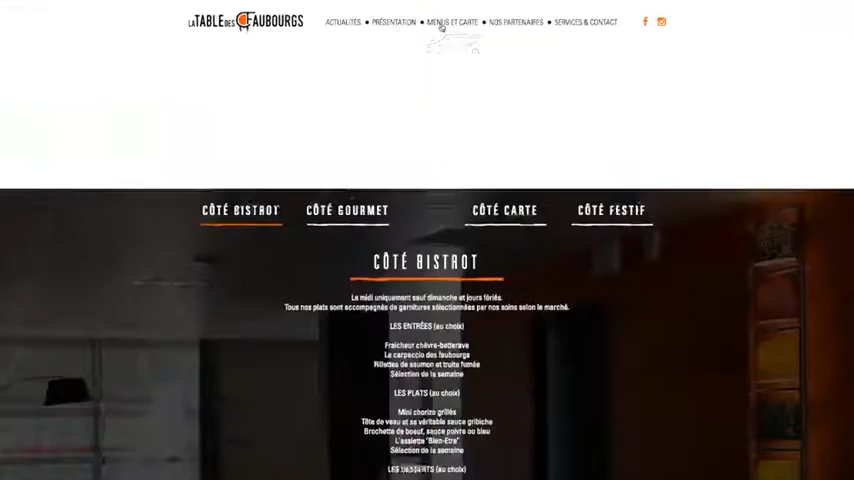 LA TABLE DES FAUBOURGS
ACTUALITÉS • PRÉSENTATION • MENUS ET CARTE • NOS PARTENAIRES • SERVICES & CONTACT
CÔTÉ BISTROT CÔTÉ GOURMET CÔTÉ CARTE CÔTÉ FESTIF
CÔTÉ BISTROT
Le midi uniquement sauf dimanche et jours fériés.
Tous nos plats sont accompagnés de garnitures sélectionnées par nos soins selon le marché.
LES ENTRÉES (au choix)
Fraicheur chèvre-betterave
Le carpaccio des faubourgs
Rillettes de saumon et truite fumée
Sélection de la semaine
LES PLATS (au choix)
Mini chorizo grillés
Tête de veau et sa véritable sauce gribiche
Brochette de boeuf, sauce poivre ou bleu
L'assiette "Bien-Être"
Sélection de la semaine
LES DESSERTS (au choix)